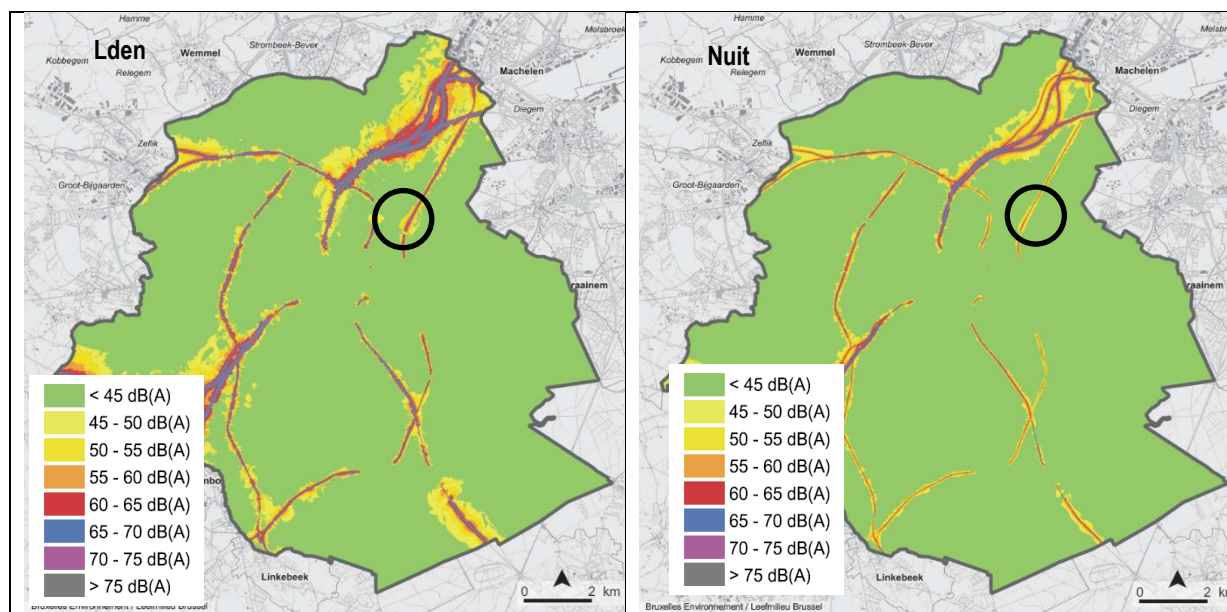 Hamme
Melsbroek
Lden
Wemmel
Strombeek-Bever
Kobbegem
Relegem
Machelen
Diegem
Zellik
Groot-Bijgaarden
raainem
< 45 dB(A)
45 - 50 dB(A)
50 - 55 dB(A)
55 - 60 dB(A)
60 - 65 dB(A)
65 - 70 dB(A)
70 - 75 dB(A)
> 75 dB(A)
Linkebeek
0 2 km
Bruxelles Environnement / Leefmilieu Brussel
Hamme
Melsbro
Nuit
Wemmel
Strombeek-Bever
Kobbegem
Relegem
Machelen
Diegem
Zellik
Groot-Bijgaarden
raainem
< 45 dB(A)
45 - 50 dB(A)
50 - 55 dB(A)
55 - 60 dB(A)
60 - 65 dB(A)
65 - 70 dB(A)
70 - 75 dB(A)
> 75 dB(A)
Linkebeek
0 2
Bruxelles Environnement / Leefmilieu Brussel